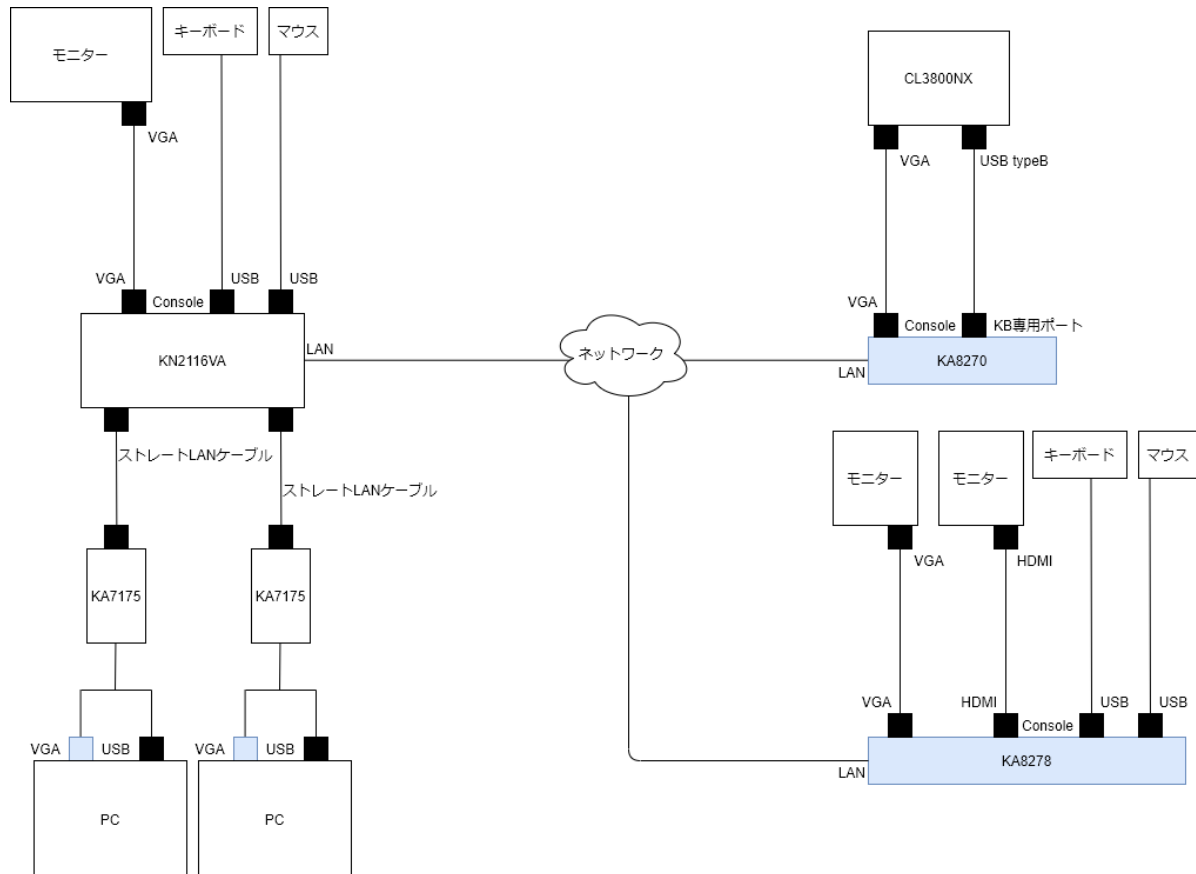 モニター
キーボード
マウス
VGA
VGA
Console
USB
USB
KN2116VA
LAN
ストレートLANケーブル
ストレートLANケーブル
KA7175
KA7175
VGA
USB
VGA
USB
PC
PC
ネットワーク
CL3800NX
VGA
USB typeB
VGA
Console
KB専用ポート
LAN
KA8270
モニター
モニター
キーボード
マウス
VGA
HDMI
VGA
HDMI
Console
USB
USB
LAN
KA8278